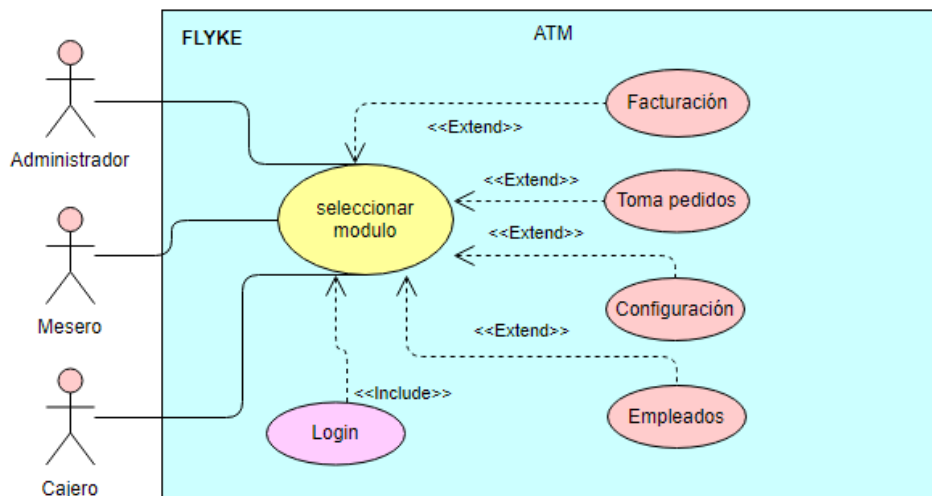 FLYKE
ATM
Administrador
Mesero
Cajero
seleccionar
modulo
Facturación
<<Extend>>
Toma pedidos
<<Extend>>
Configuración
<<Extend>>
Empleados
<<Extend>>
Login
<<Include>>